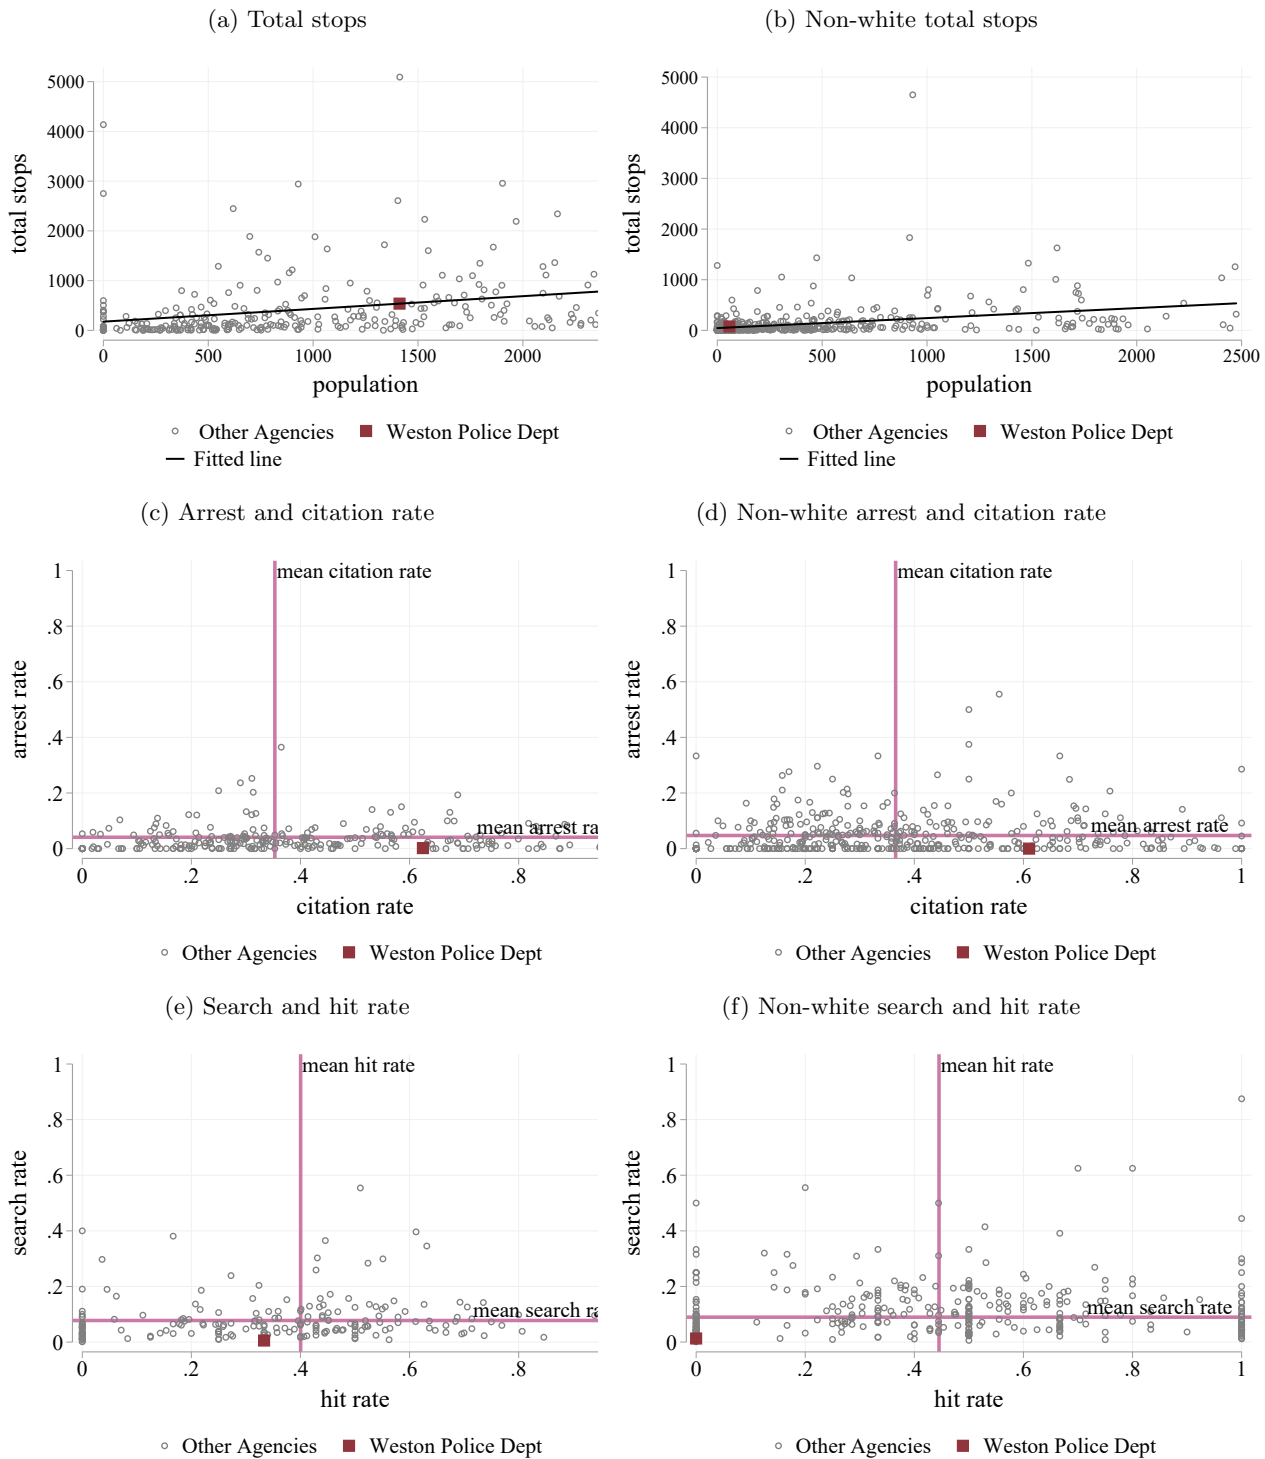 (a) Total stops
(b) Non-white total stops
5000
4000
3000
2000
1000
0
total stops
0 500 1000 1500 2000
population
Other Agencies Weston Police Dept
Fitted line
5000
4000
3000
2000
1000
0
total stops
0 500 1000 1500 2000 2500
population
Other Agencies Weston Police Dept
Fitted line
(c) Arrest and citation rate
(d) Non-white arrest and citation rate
mean citation rate
1
.8
.6
.4
.2
0
arrest rate
mean arrest ra
0 .2 .4 .6 .8
citation rate
Other Agencies Weston Police Dept
mean citation rate
1
.8
.6
.4
.2
0
arrest rate
mean arrest rate
0 .2 .4 .6 .8 1
citation rate
Other Agencies Weston Police Dept
(e) Search and hit rate
(f) Non-white search and hit rate
mean hit rate
1
.8
.6
.4
.2
0
search rate
mean search ra
0 .2 .4 .6 .8
hit rate
Other Agencies Weston Police Dept
mean hit rate
1
.8
.6
.4
.2
0
search rate
mean search rate
0 .2 .4 .6 .8 1
hit rate
Other Agencies Weston Police Dept